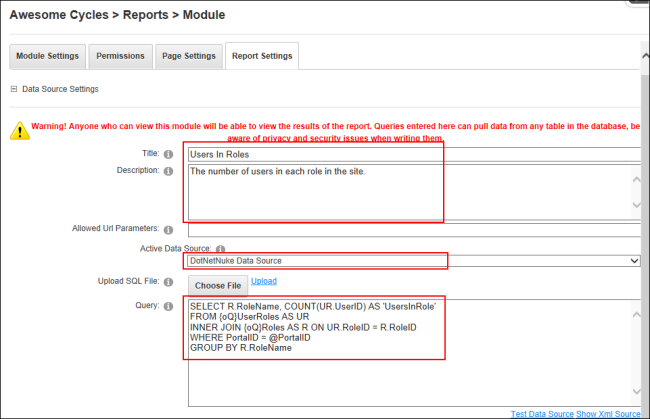 Awesome Cycles > Reports > Module
Module Settings Permissions Page Settings Report Settings
Data Source Settings
Warning! Anyone who can view this module will be able to view the results of the report. Queries entered here can pull data from any table in the database, be
aware of privacy and security issues when writing them.
Title: Users In Roles
Description: The number of users in each role in the site.
Allowed Url Parameters:
Active Data Source:
DotNetNuke Data Source
Upload SQL File: Choose File Upload
Query: SELECT R.RoleName, COUNT(UR.UserID) AS 'UsersInRole'
FROM {oQ}UserRoles AS UR
INNER JOIN {oQ}Roles AS R ON UR.RoleID = R.RoleID
WHERE PortalID = @PortalID
GROUP BY R.RoleName
Test Data Source Show Xml Source